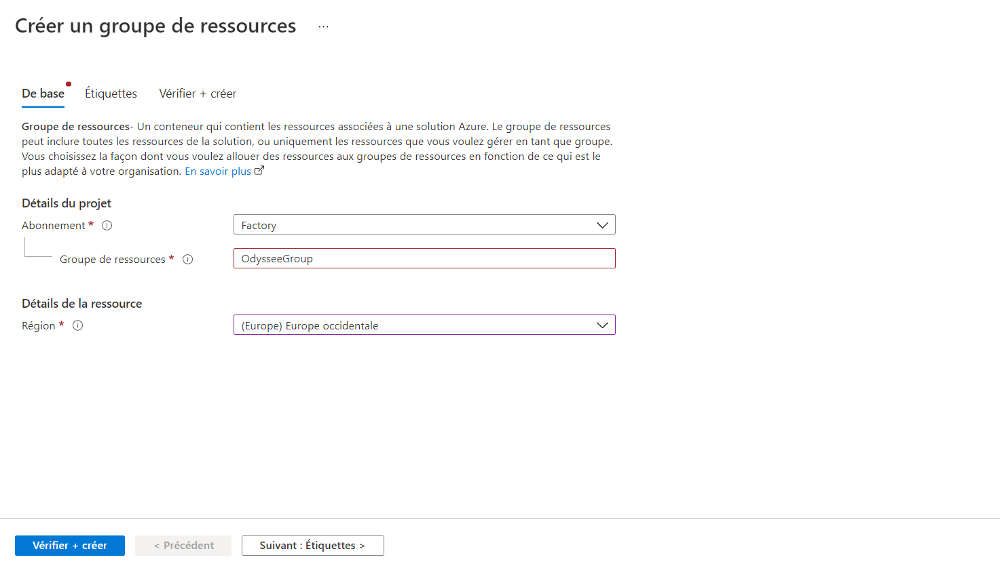 Créer un groupe de ressources ...
De base Étiquettes Vérifier + créer
Groupe de ressources- Un conteneur qui contient les ressources associées à une solution Azure. Le groupe de ressources
peut inclure toutes les ressources de la solution, ou uniquement les ressources que vous voulez gérer en tant que groupe.
Vous choisissez la façon dont vous voulez allouer des ressources aux groupes de ressources en fonction de ce qui est le
plus adapté à votre organisation. En savoir plus
Détails du projet
Abonnement * Factory
Groupe de ressources * OdysseeGroup
Détails de la ressource
Région * (Europe) Europe occidentale
Vérifier + créer < Précédent Suivant : Étiquettes >